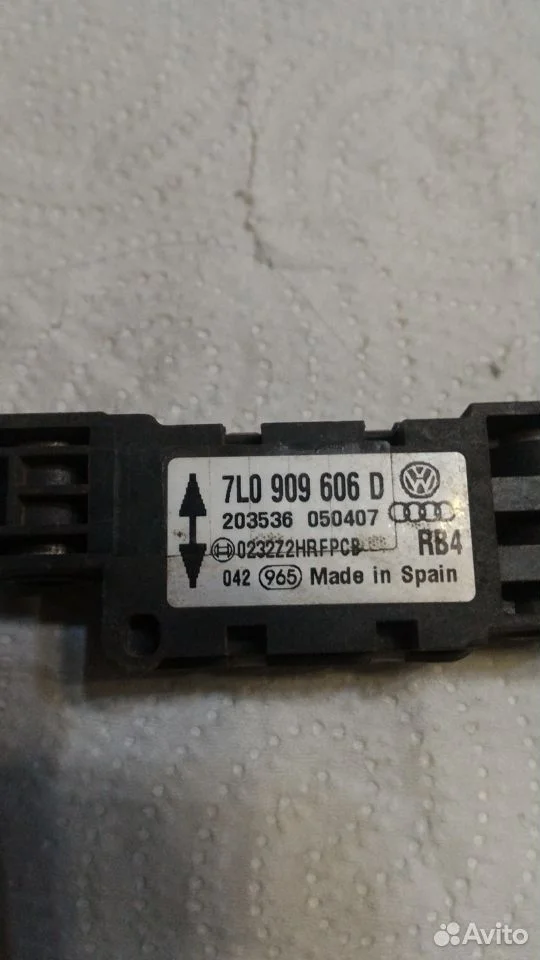 7L0 909 606 D
203536 050407
0232Z2HRFPCB RB4
042 965 Made in Spain
Avito